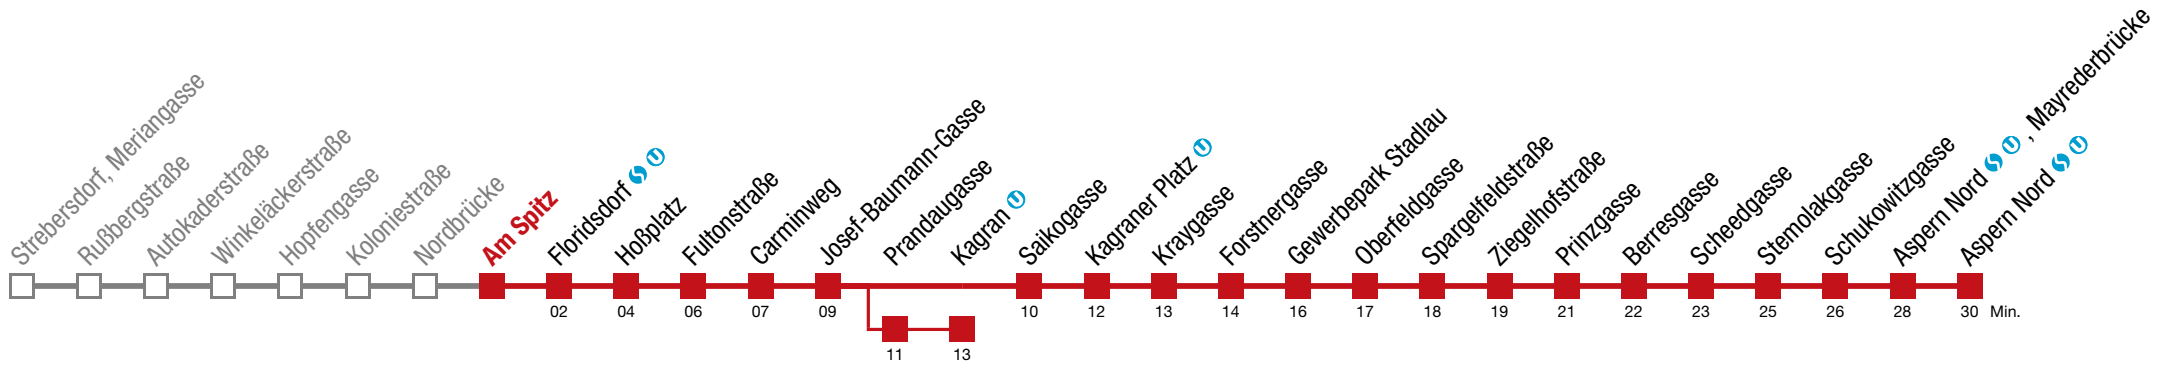 Strebersdorf, Meriangasse
Rußbergstraße
Autokaderstraße
Winkeläckerstraße
Hopfengasse
Koloniestraße
Nordbrücke
Am Spitz
Floridsdorf S U
Hoßplatz
Fultonstraße
Carminweg
Josef-Baumann-Gasse
Prandaugasse
Kagran U
Saikogasse
Kagraner Platz U
Kraygasse
Forstnergasse
Gewerbepark Stadlau
Oberfeldgasse
Spargelfeldstraße
Ziegelhofstraße
Prinzgasse
Berresgasse
Scheedgasse
Stemolakgasse
Schukowitzgasse
Aspern Nord S U , Mayrederbrücke
Aspern Nord S U
02 04 06 07 09 10 12 13 14 16 17 18 19 21 22 23 25 26 28 30 Min.
11 13